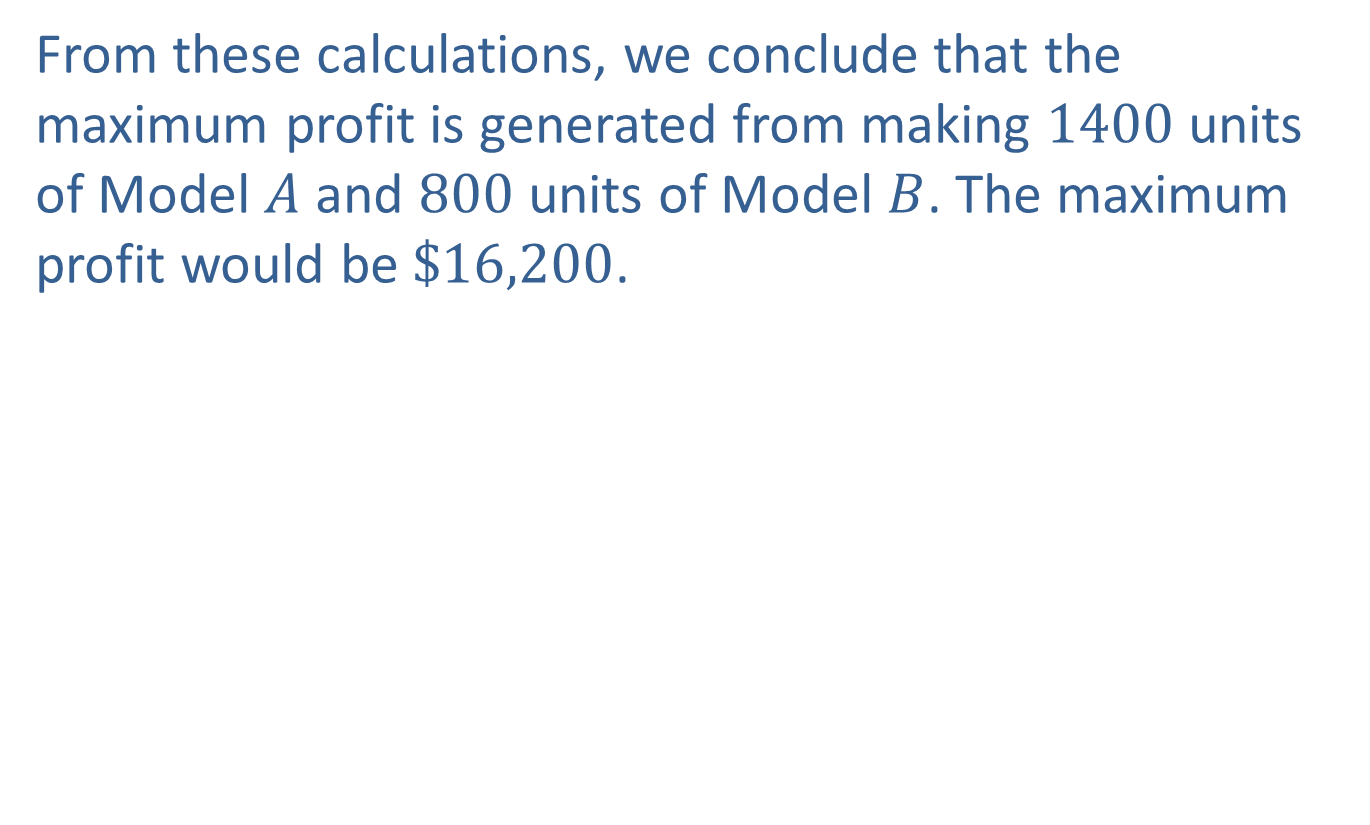 From these calculations, we conclude that the
maximum profit is generated from making 1400 units
of Model A and 800 units of Model B. The maximum
profit would be $16,200.